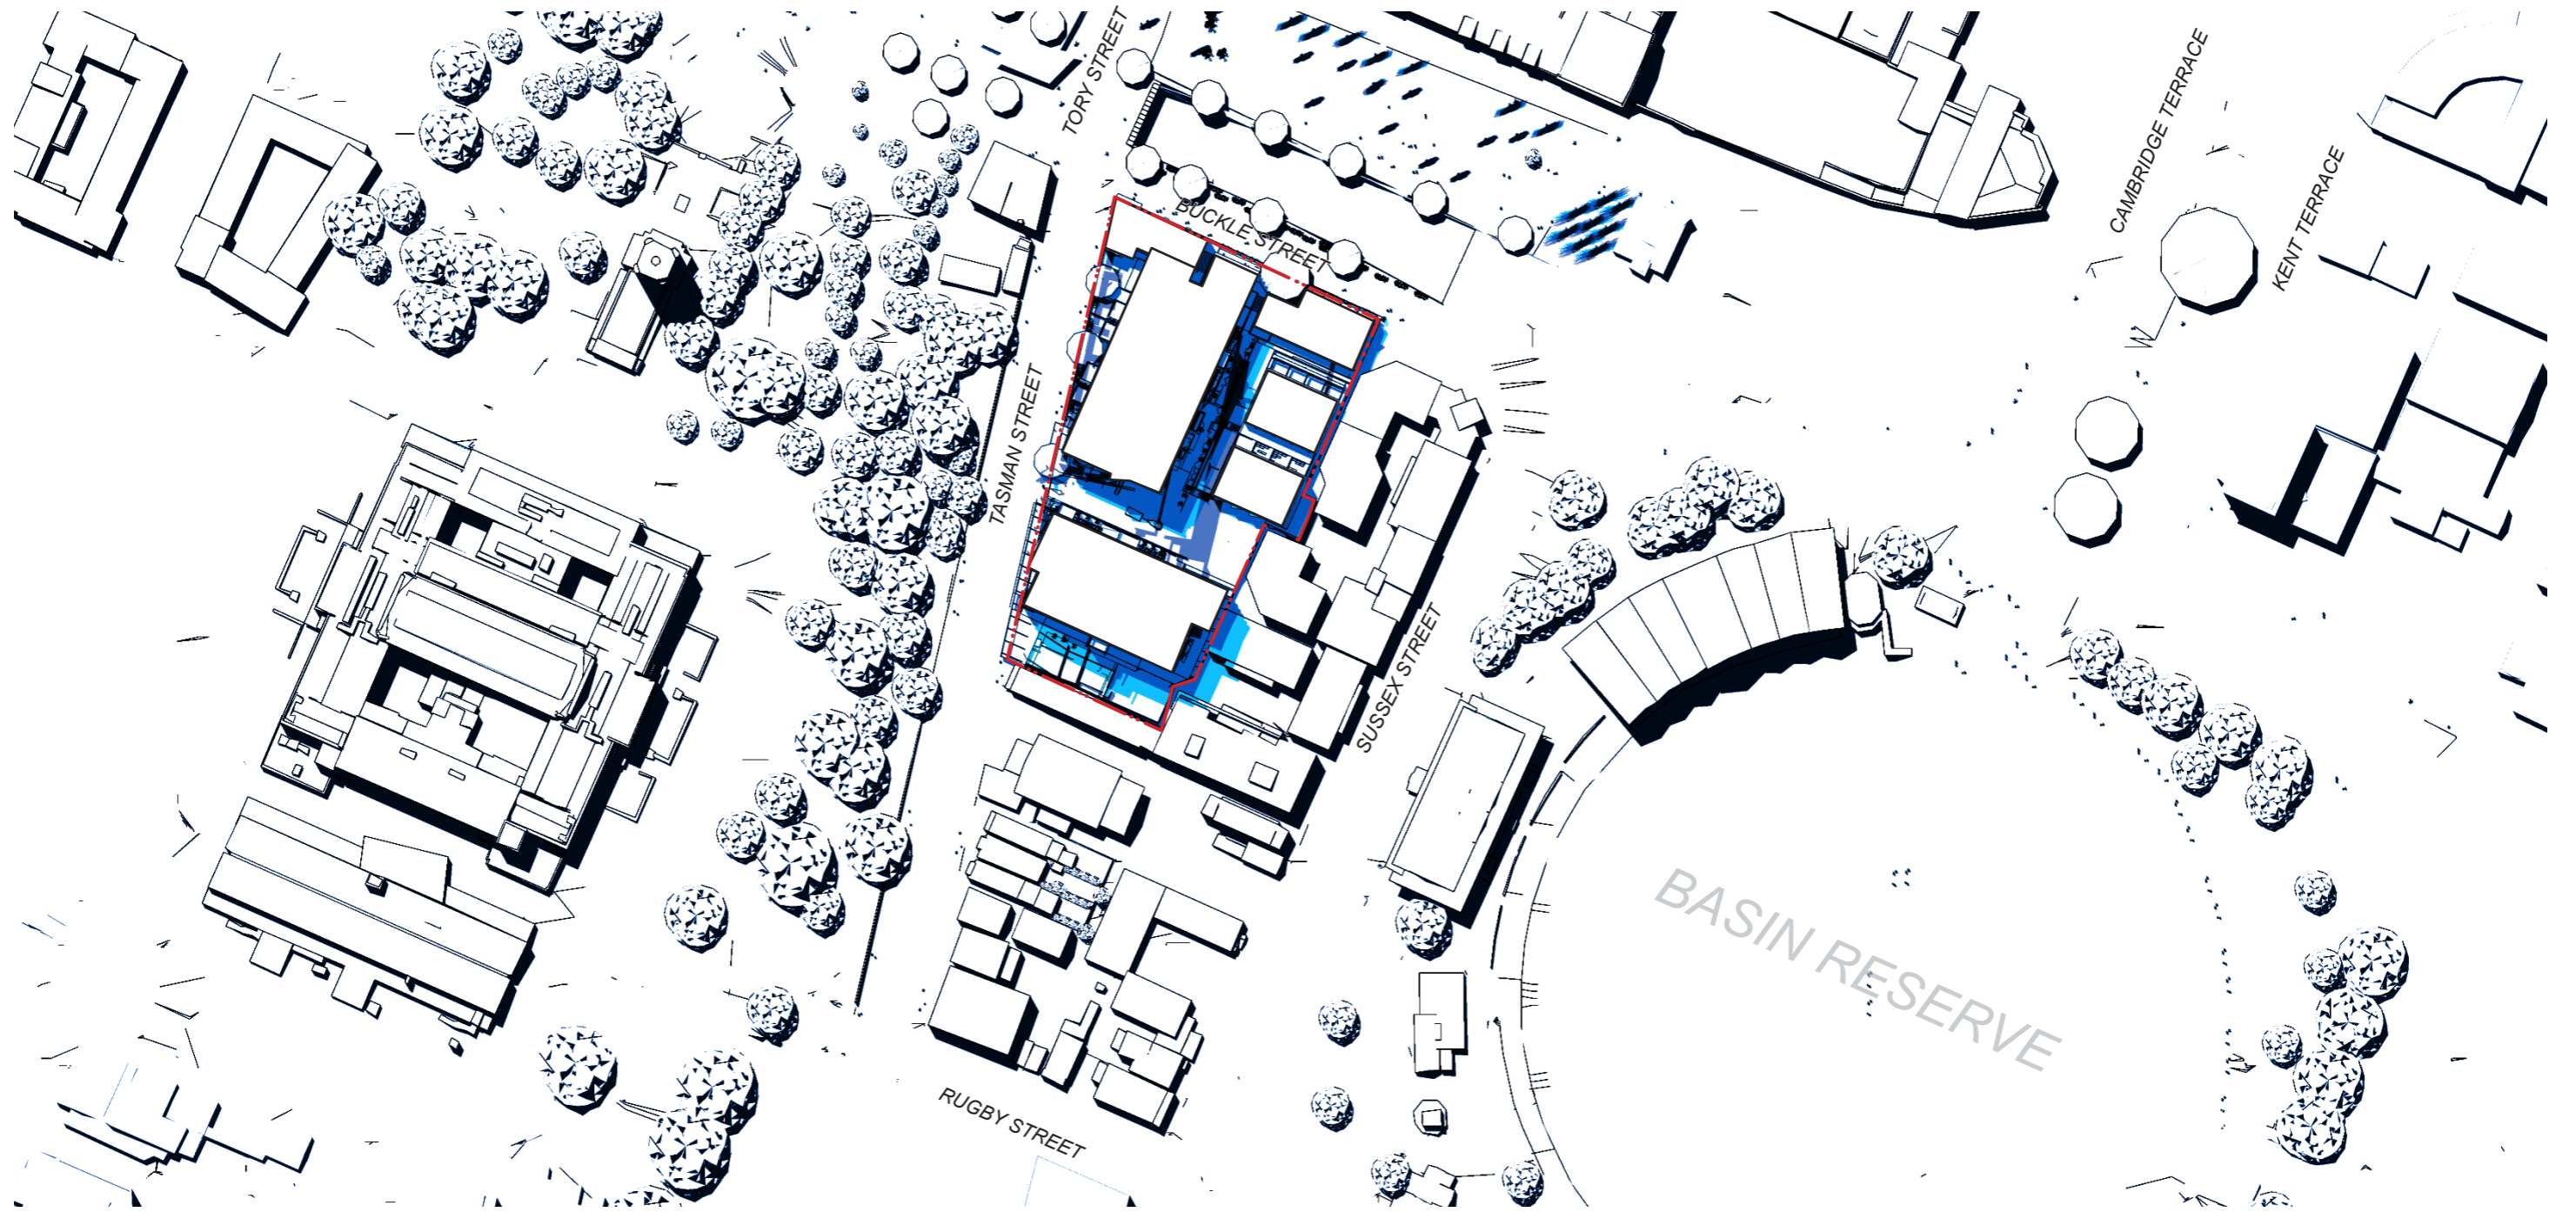 TORY STREET
CAMBRIDGE TERRACE
KENT TERRACE
BUCKLE STREET
TASMAN STREET
SUSSEX STREET
BASIN RESERVE
RUGBY STREET